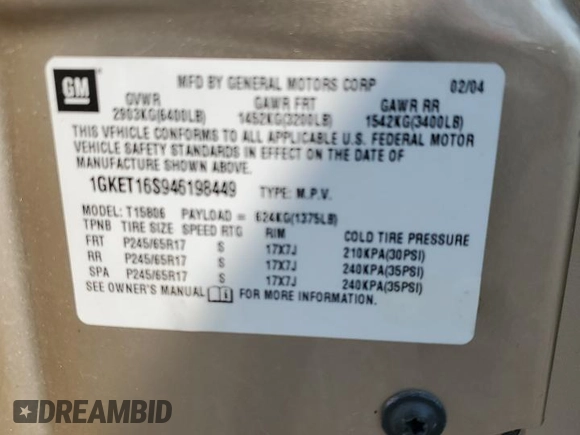 GM
MFD BY GENERAL MOTORS CORP 02/04
GVWR GAWR FRT GAWR RR
2903KG(6400LB) 1452KG(3200LB) 1542KG(3400LB)
THIS VEHICLE CONFORMS TO ALL APPLICABLE U.S. FEDERAL MOTOR
VEHICLE SAFETY STANDARDS IN EFFECT ON THE DATE OF
MANUFACTURE SHOWN ABOVE.
1GKET16S946198449 TYPE: M.P.V.
MODEL: T15806 PAYLOAD = 624KG(1375LB)
TPNB TIRE SIZE SPEED RTG RIM COLD TIRE PRESSURE
FRT P245/65R17 S 17X7J 210KPA(30PSI)
RR P245/65R17 S 17X7J 240KPA(35PSI)
SPA P245/65R17 S 17X7J 240KPA(35PSI)
SEE OWNER'S MANUAL FOR MORE INFORMATION.
DREAMBID